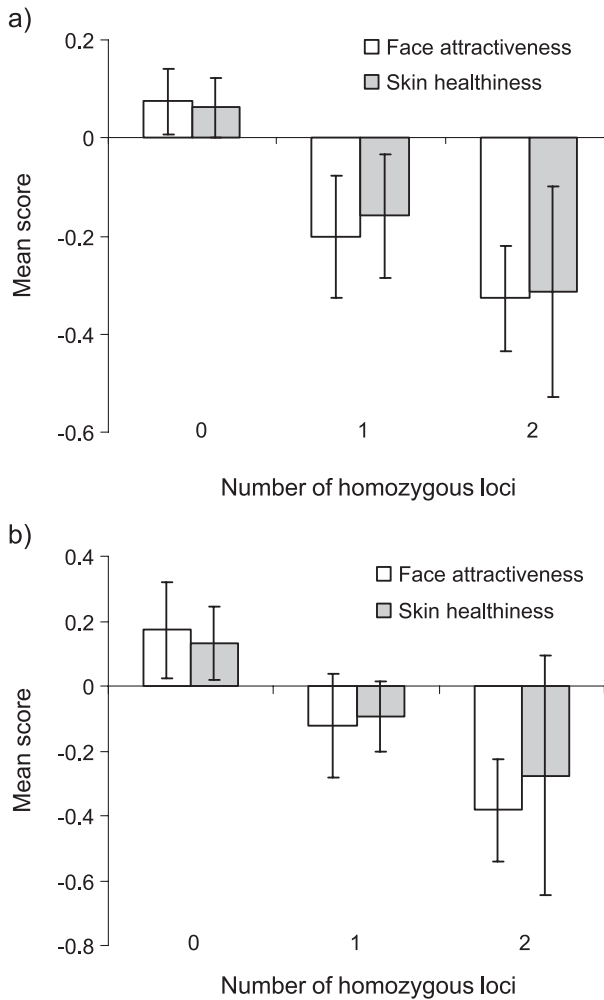 a)
0.2
0
-0.2
-0.4
-0.6
Mean score
Face attractiveness
Skin healthiness
0 1 2
Number of homozygous loci
b)
0.4
0.2
0
-0.2
-0.4
-0.6
-0.8
Mean score
Face attractiveness
Skin healthiness
0 1 2
Number of homozygous loci